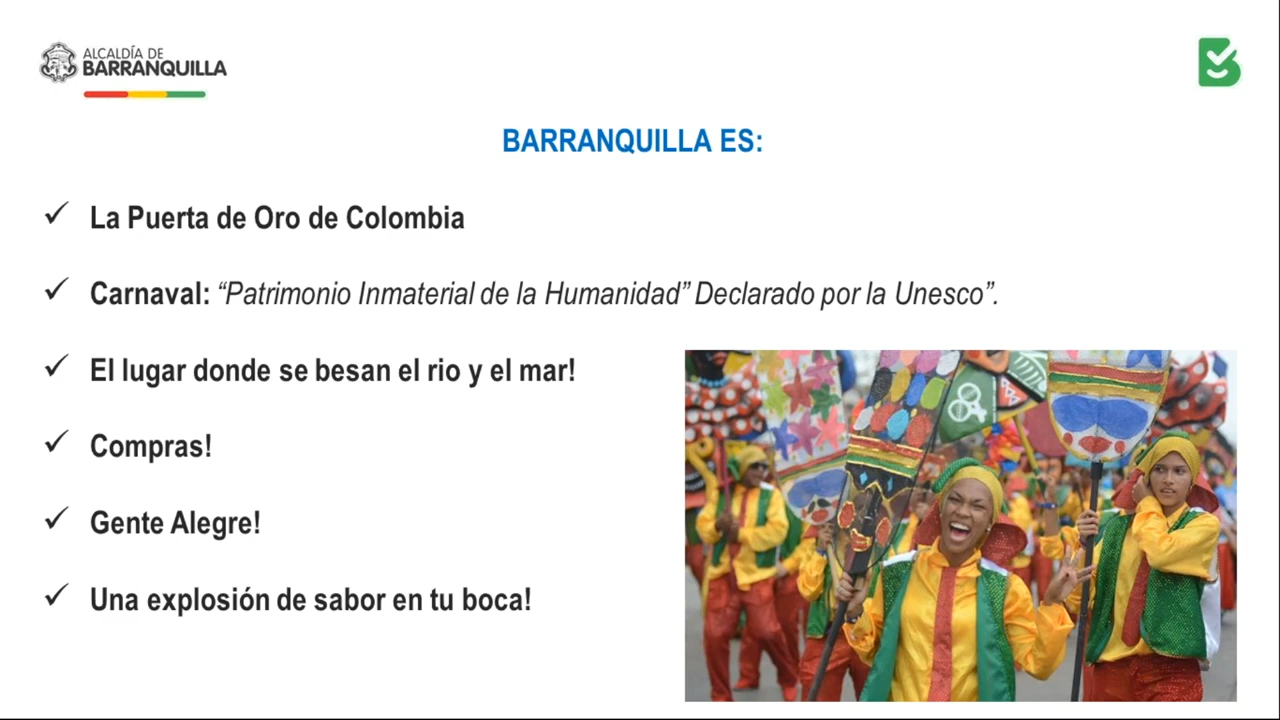 ALCALDÍA DE
BARRANQUILLA
BARRANQUILLA ES:
La Puerta de Oro de Colombia
Carnaval: “Patrimonio Inmaterial de la Humanidad” Declarado por la Unesco”.
El lugar donde se besan el rio y el mar!
Compras!
Gente Alegre!
Una explosión de sabor en tu boca!